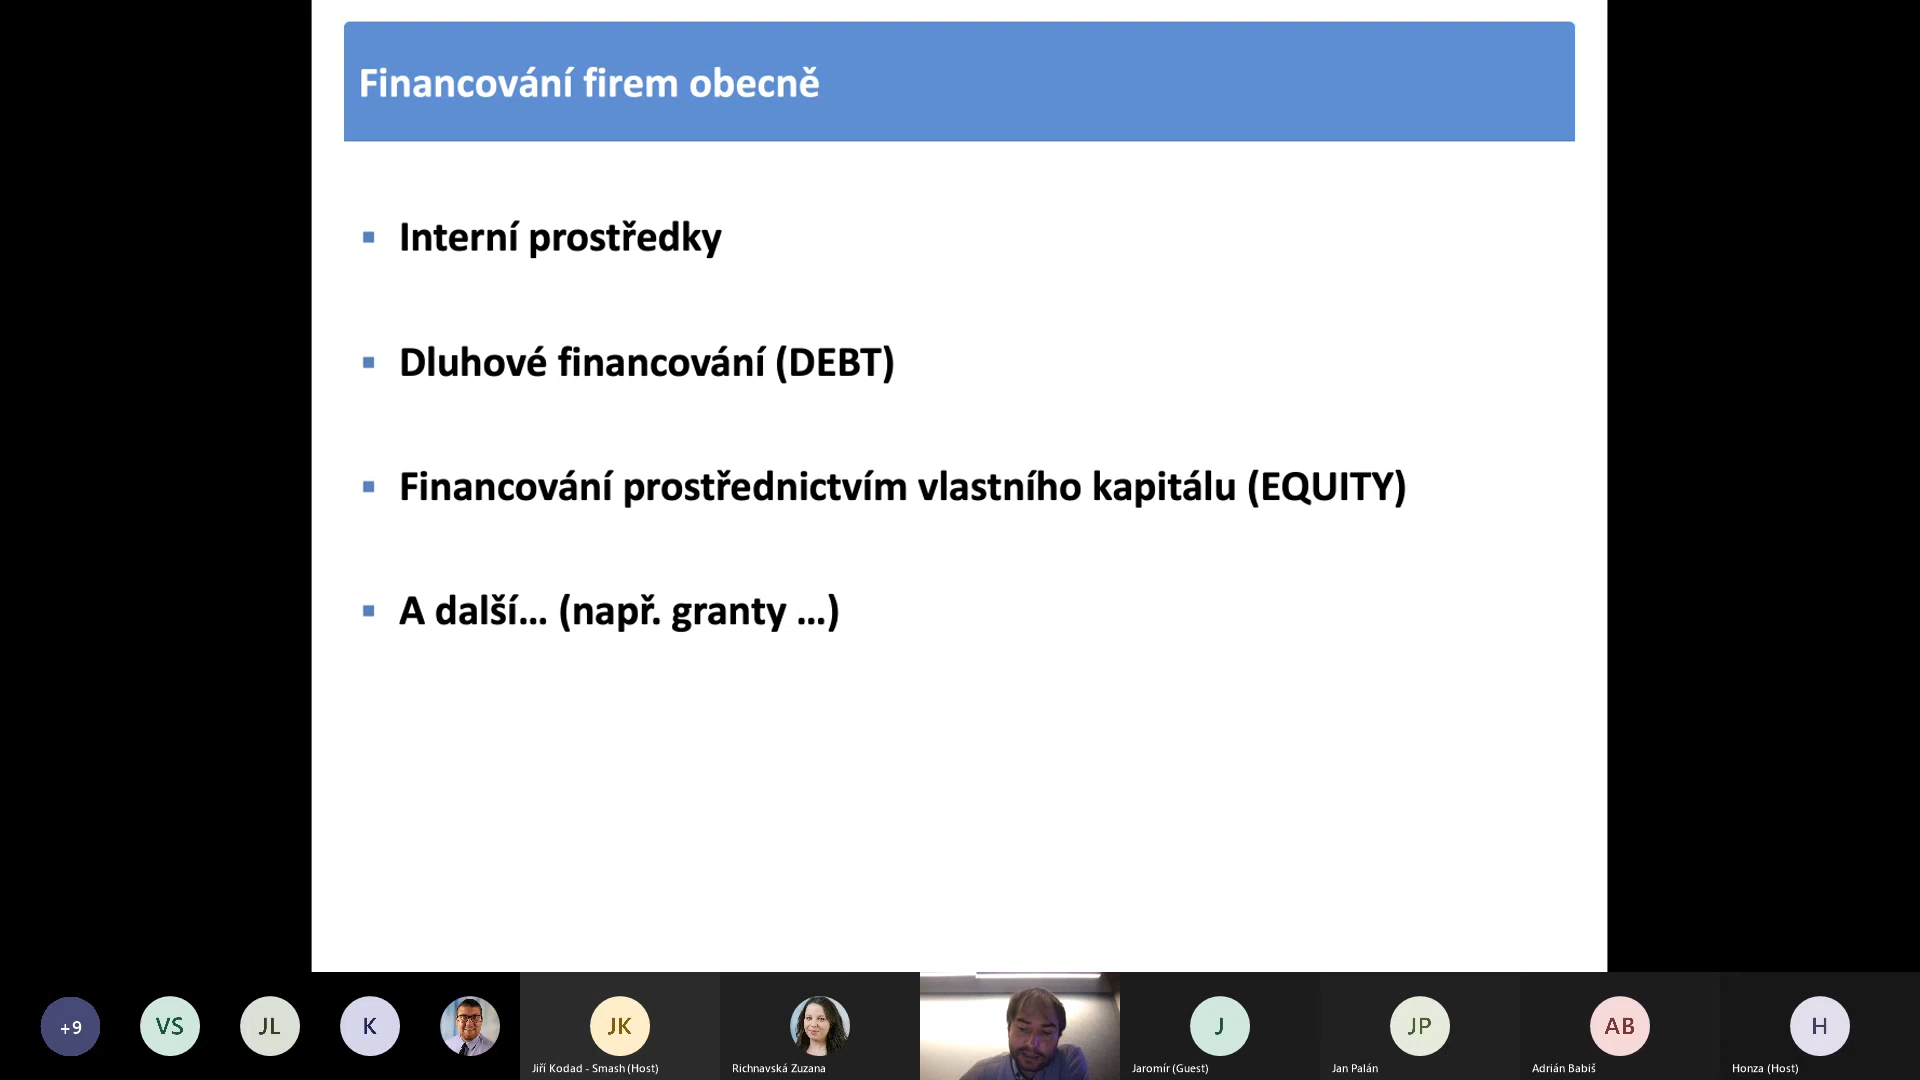 Financování firem obecně
Interní prostředky
Dluhové financování (DEBT)
Financování prostřednictvím vlastního kapitálu (EQUITY)
A další... (např. granty ...)
+9
VS
JL
K
JK
Jiří Kodad - Smash (Host)
Richnavská Zuzana
J
Jaromír (Guest)
JP
Jan Palán
AB
Adrián Babiš
H
Honza (Host)